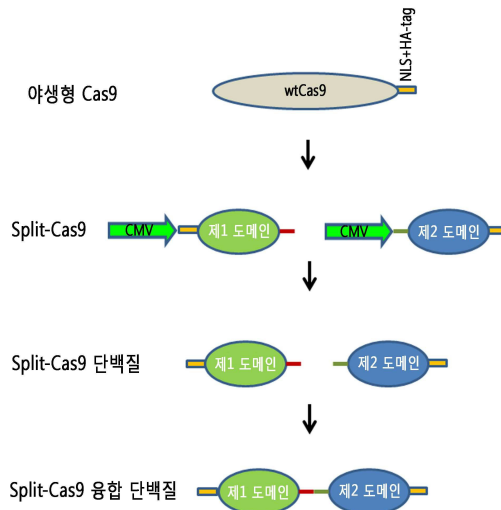 NLS+HA-tag
야생형 Cas9
wtCas9
Split-Cas9
CMV
제1 도메인
CMV
제2 도메인
Split-Cas9 단백질
제1 도메인
제2 도메인
Split-Cas9 융합 단백질
제1 도메인
제2 도메인